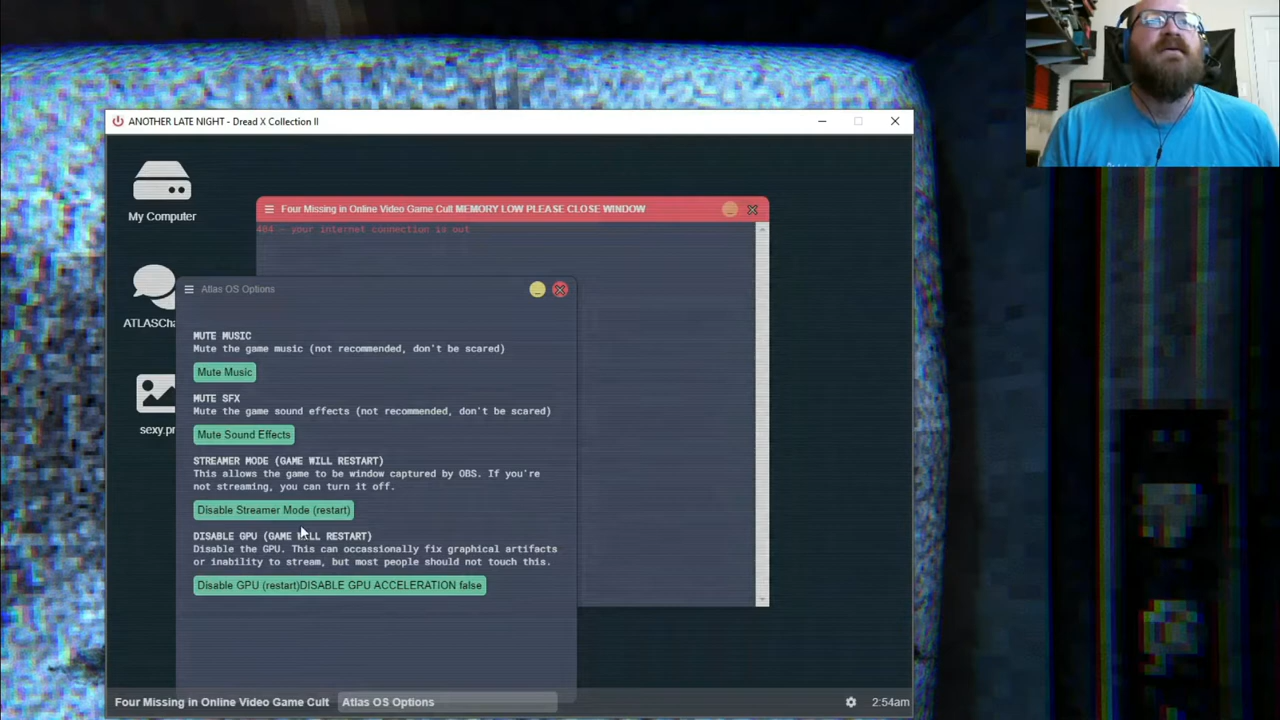 ANOTHER LATE NIGHT - Dread X Collection II
My Computer
Four Missing in Online Video Game Cult MEMORY LOW PLEASE CLOSE WINDOW
404 – your internet connection is out
ATLASCha
Atlas OS Options
MUTE MUSIC
Mute the game music (not recommended, don't be scared)
Mute Music
MUTE SFX
Mute the game sound effects (not recommended, don't be scared)
Mute Sound Effects
sexy.pr
STREAMER MODE (GAME WILL RESTART)
This allows the game to be window captured by OBS. If you're
not streaming, you can turn it off.
Disable Streamer Mode (restart)
DISABLE GPU (GAME WILL RESTART)
Disable the GPU. This can occassionally fix graphical artifacts
or inability to stream, but most people should not touch this.
Disable GPU (restart)DISABLE GPU ACCELERATION false
Four Missing in Online Video Game Cult
Atlas OS Options
2:54am